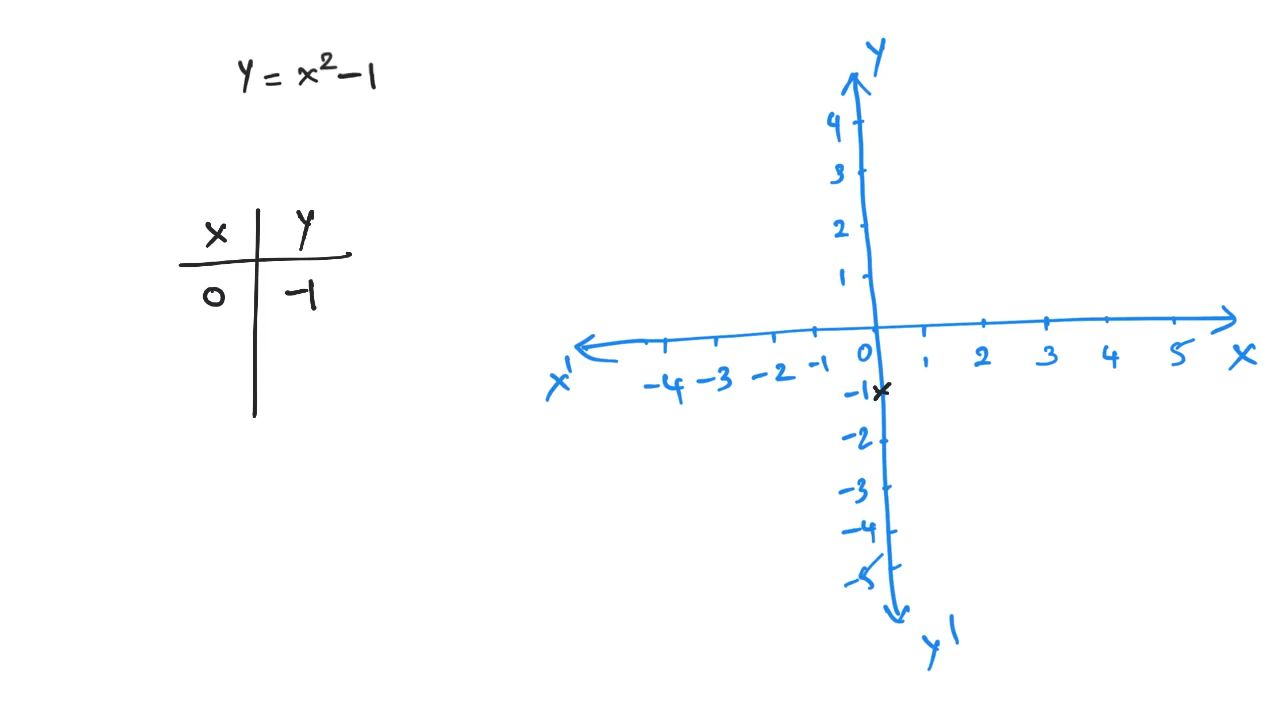 y = x² - 1
x y
0 -1
y
4
3
2
1
x' -4 -3 -2 -1 0 1 2 3 4 5 x
-1
-2
-3
-4
-5
y'